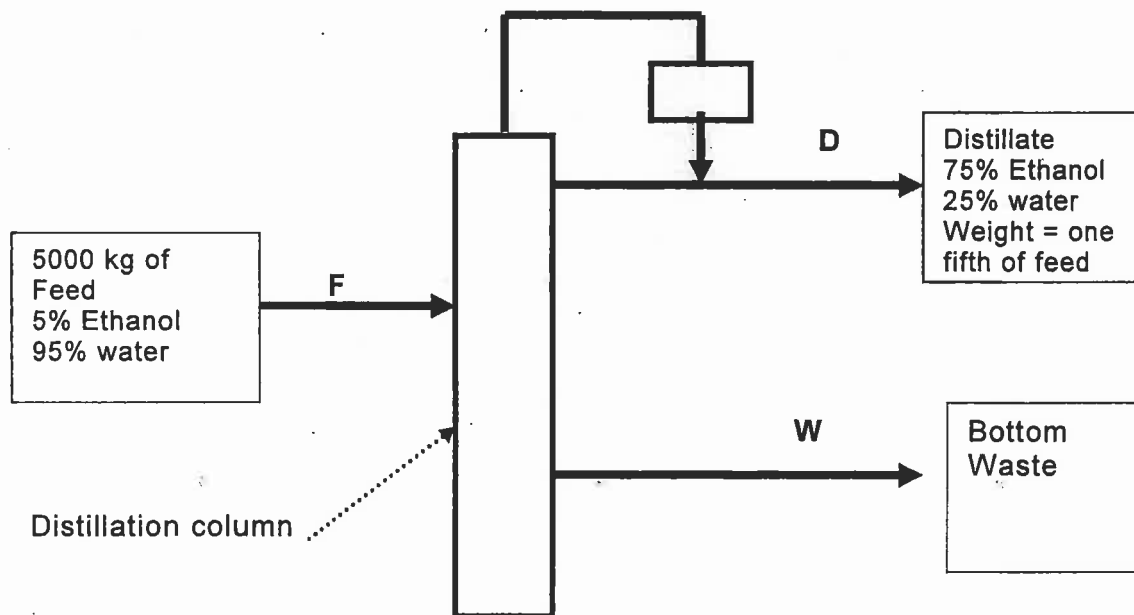 D
Distillate
75% Ethanol
25% water
Weight = one
fifth of feed
5000 kg of
Feed
5% Ethanol
95% water
F
W
Bottom
Waste
Distillation column